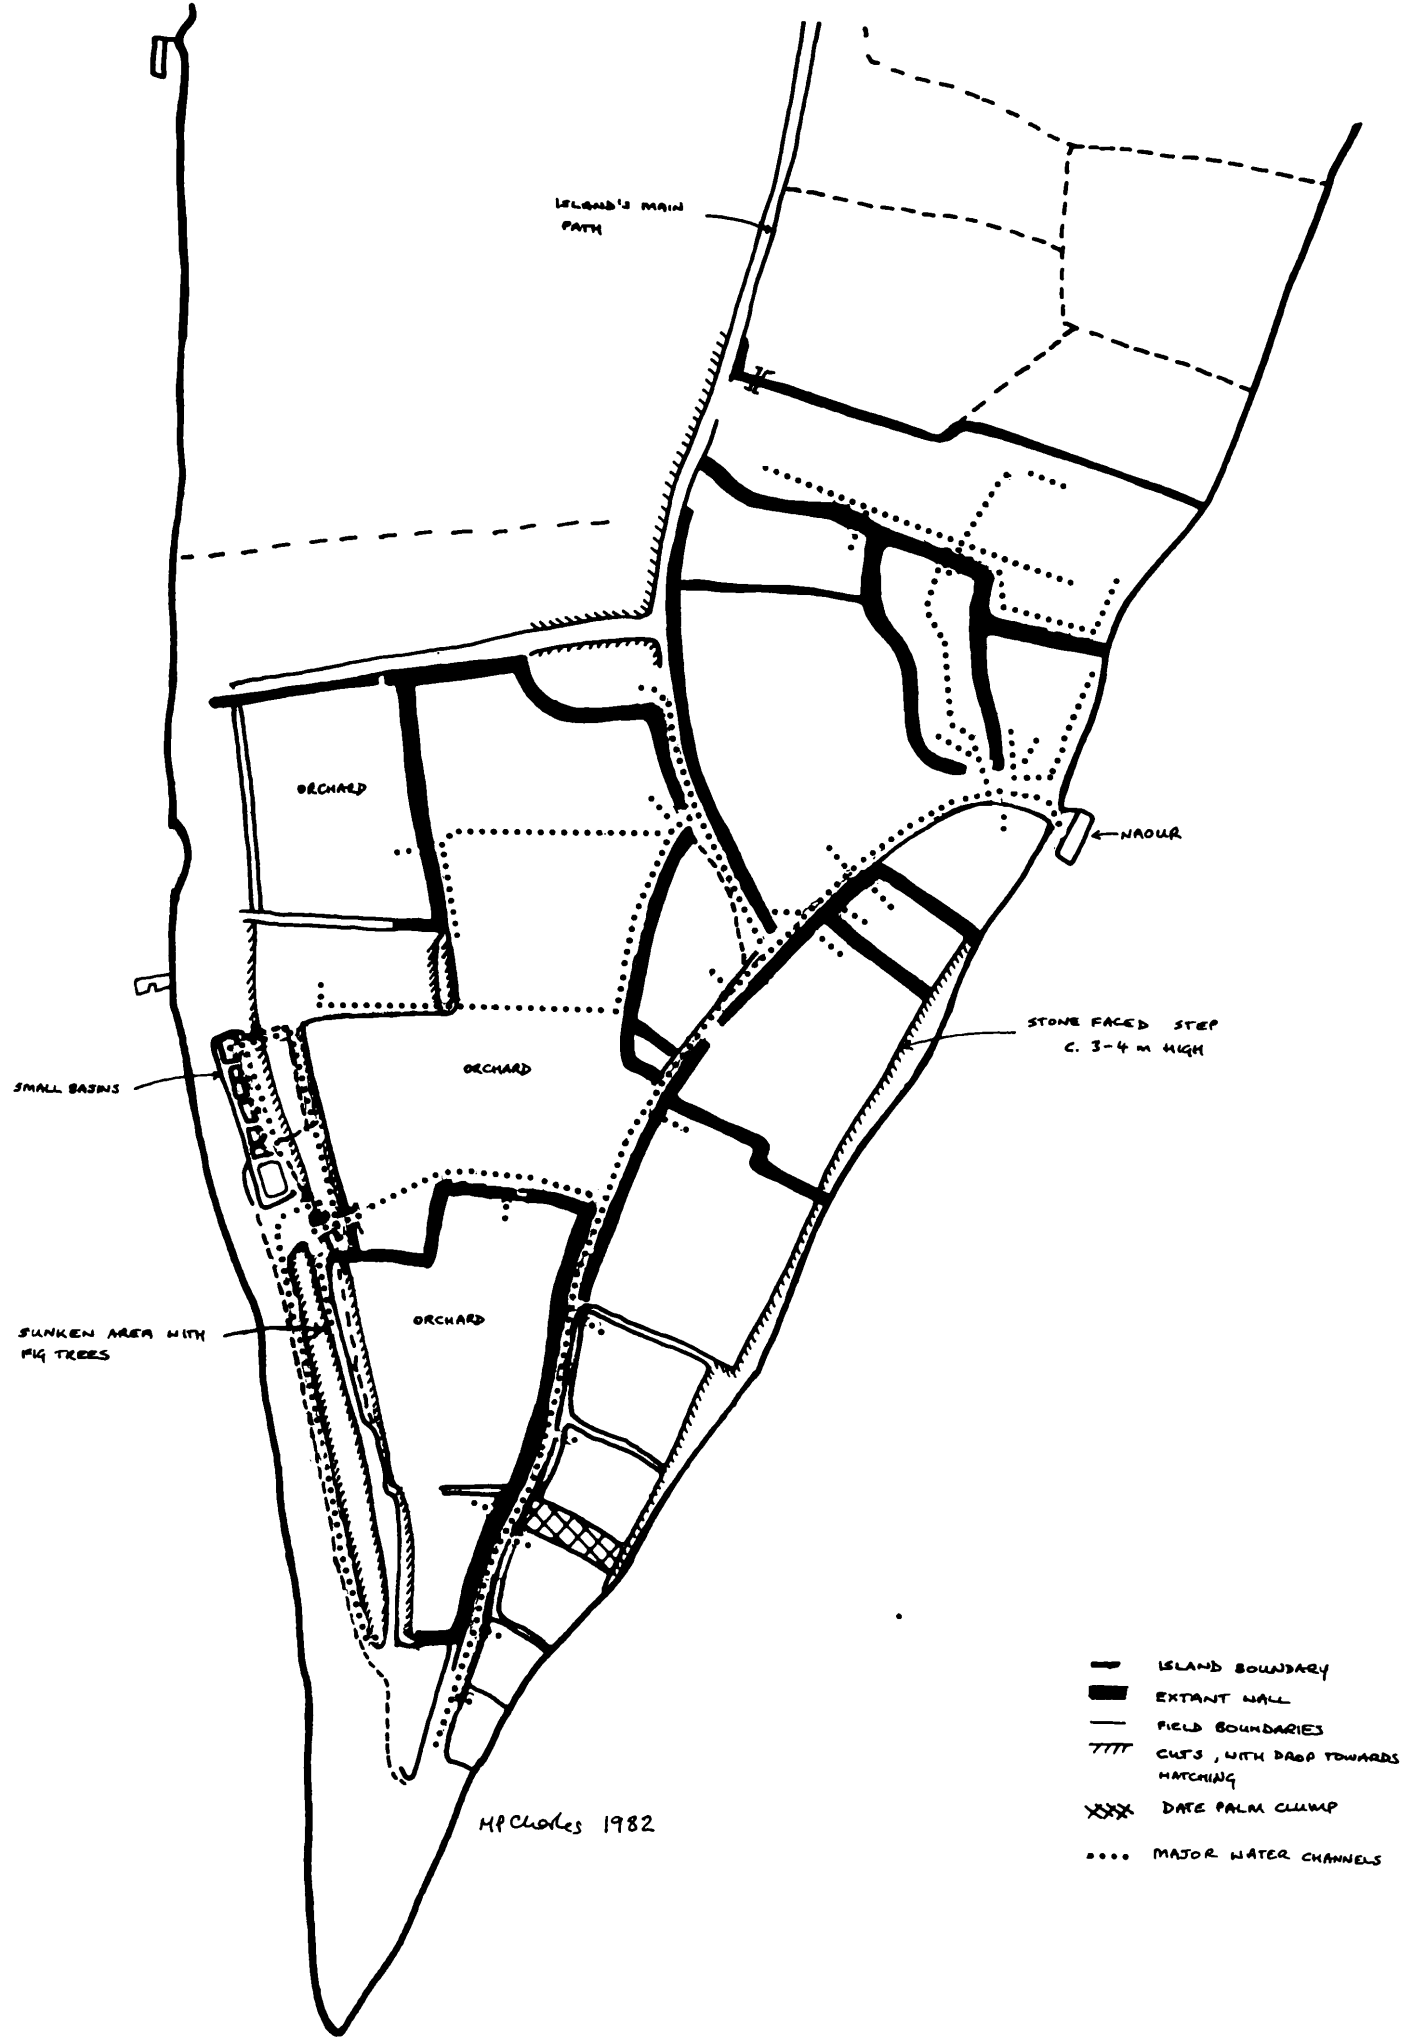 ISLAND'S MAIN
PATH
ORCHARD
NAOUR
STONE FACED STEP
C. 3-4 m HIGH
ORCHARD
SMALL BASINS
ORCHARD
SUNKEN AREA WITH
FIG TREES
ISLAND BOUNDARY
EXTANT WALL
FIELD BOUNDARIES
CUTS, WITH DROP TOWARDS
HATCHING
DATE PALM CLUMP
MAJOR WATER CHANNELS
MPCharles 1982